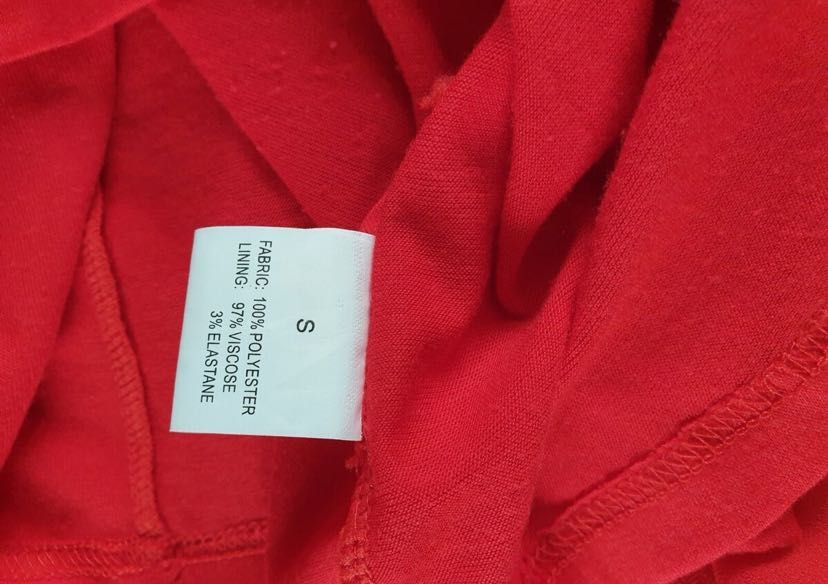 S
FABRIC: 100% POLYESTER
LINING: 97% VISCOSE
3% ELASTANE